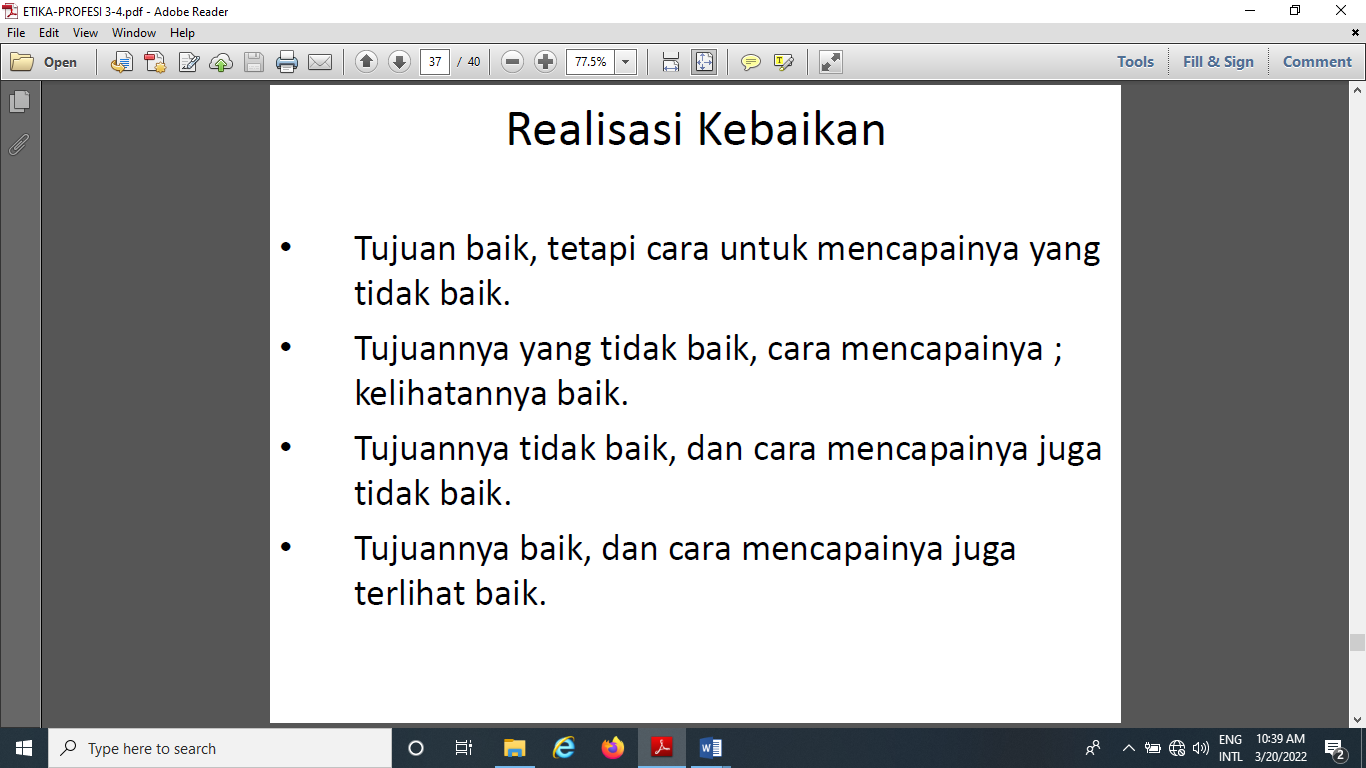 ETIKA-PROFESI 3-4.pdf - Adobe Reader
File Edit View Window Help
Open 37 / 40 77.5% Tools Fill & Sign Comment
Realisasi Kebaikan
• Tujuan baik, tetapi cara untuk mencapainya yang
tidak baik.
• Tujuannya yang tidak baik, cara mencapainya ;
kelihatannya baik.
• Tujuannya tidak baik, dan cara mencapainya juga
tidak baik.
• Tujuannya baik, dan cara mencapainya juga
terlihat baik.
Type here to search
ENG 10:39 AM
INTL 3/20/2022 2